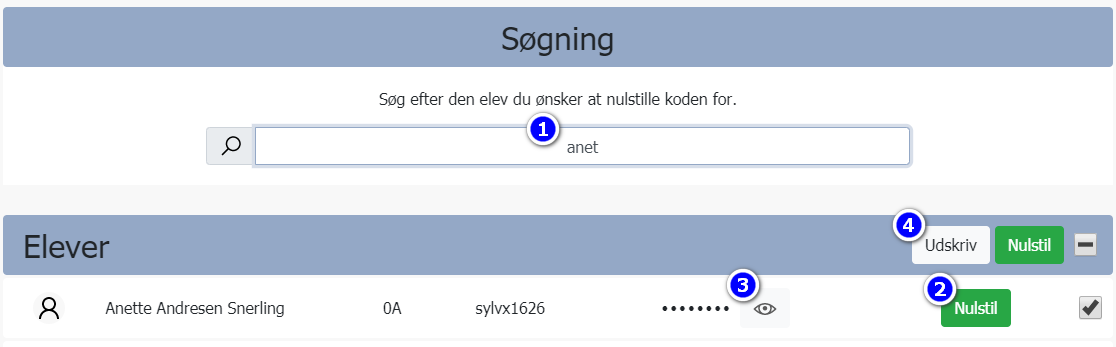 Søgning
Søg efter den elev du ønsker at nulstille koden for.
1
anet
4
Elever Udskriv Nulstil
3 2
Anette Andresen Snerling 0A sylvx1626 •••••••• Nulstil